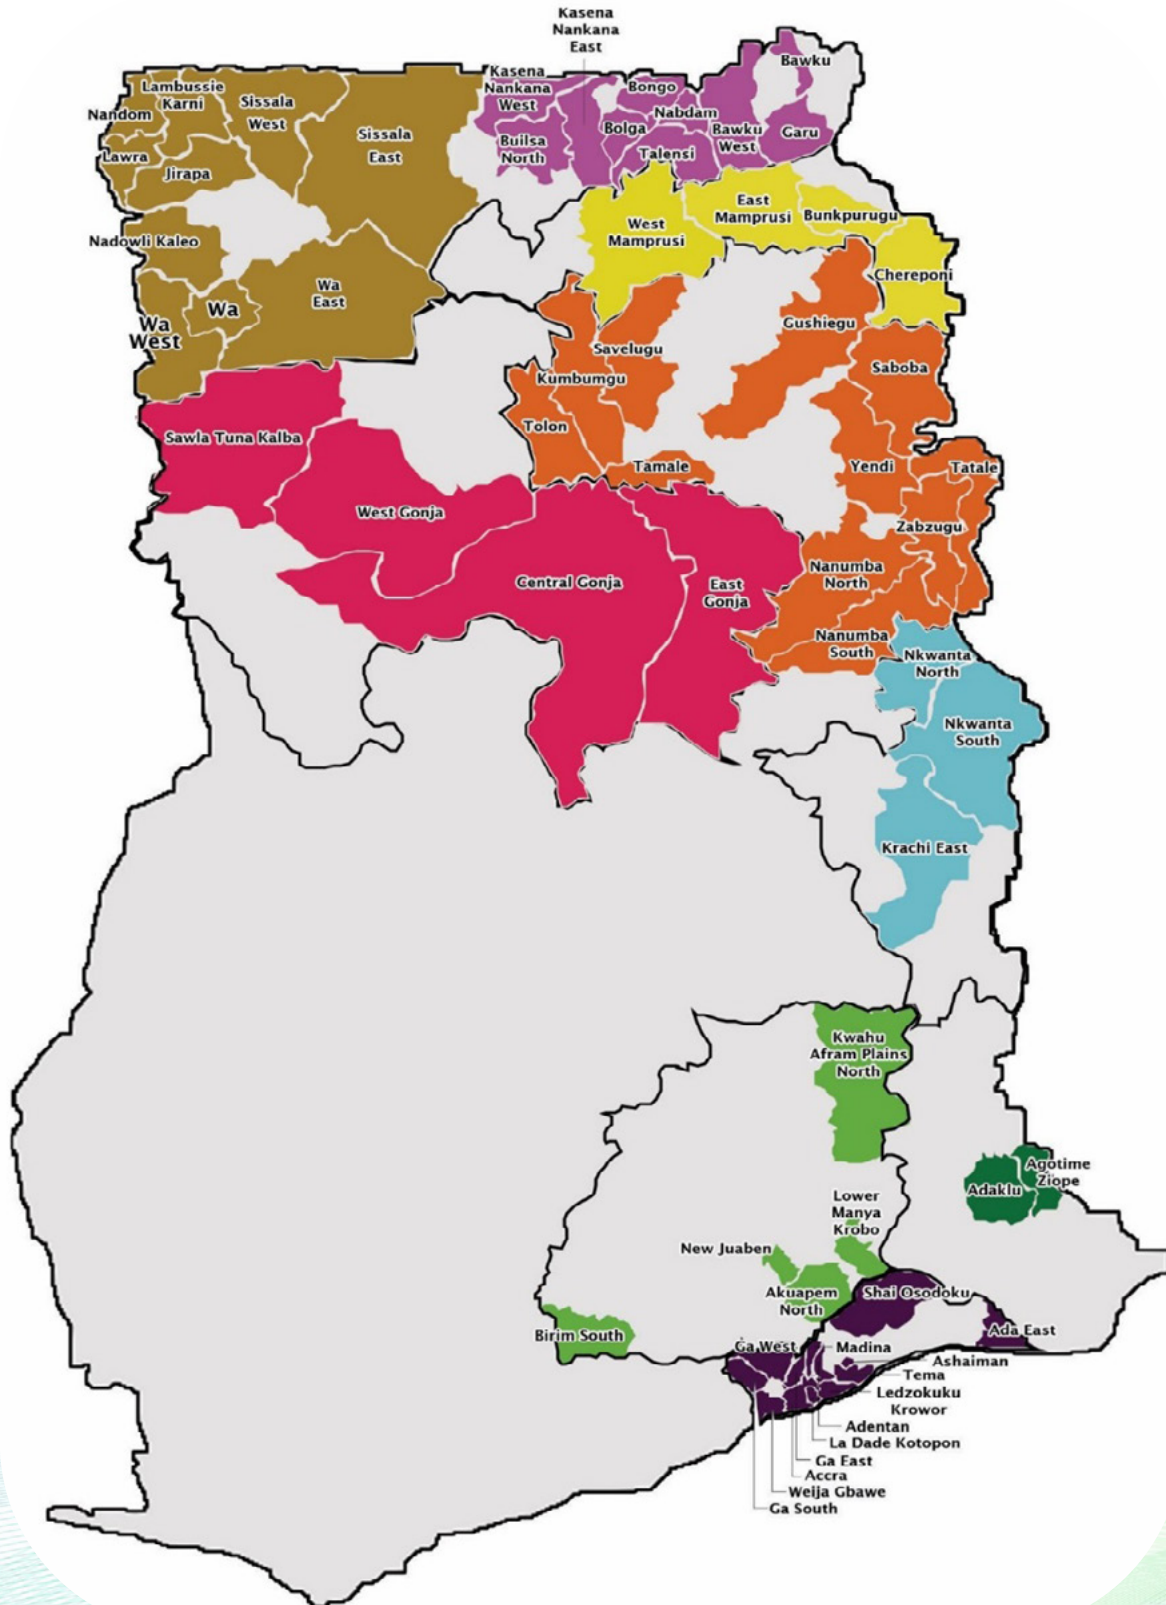 Kasena
Nankana
East
Bawku
Kasena
Nankana
West
Bongo
Nabdam
Bolga
Bawku
West
Garu
Builsa
North
Talensi
Lambussie
Karni
Nandom
Sissala
West
Sissala
East
Lawra
Jirapa
Nadowli Kaleo
Wa
East
Wa
Wa
West
West
Mamprusi
East
Mamprusi
Bunkpurugu
Chereponi
Gushiegu
Savelugu
Saboba
Kumbumgu
Tolon
Tamale
Yendi
Tatale
Zabzugu
Nanumba
North
Nanumba
South
Sawla Tuna Kalba
West Gonja
Central Gonja
East
Gonja
Nkwanta
North
Nkwanta
South
Krachi East
Kwahu
Afram Plains
North
Agotime
Ziope
Adaklu
Lower
Manya
Krobo
New Juaben
Akuapem
North
Birim South
Shai Osodoku
Ada East
Ga West
Madina
Ashaiman
Tema
Ledzokuku
Krowor
Adentan
La Dade Kotopon
Ga East
Accra
Weija Gbawe
Ga South